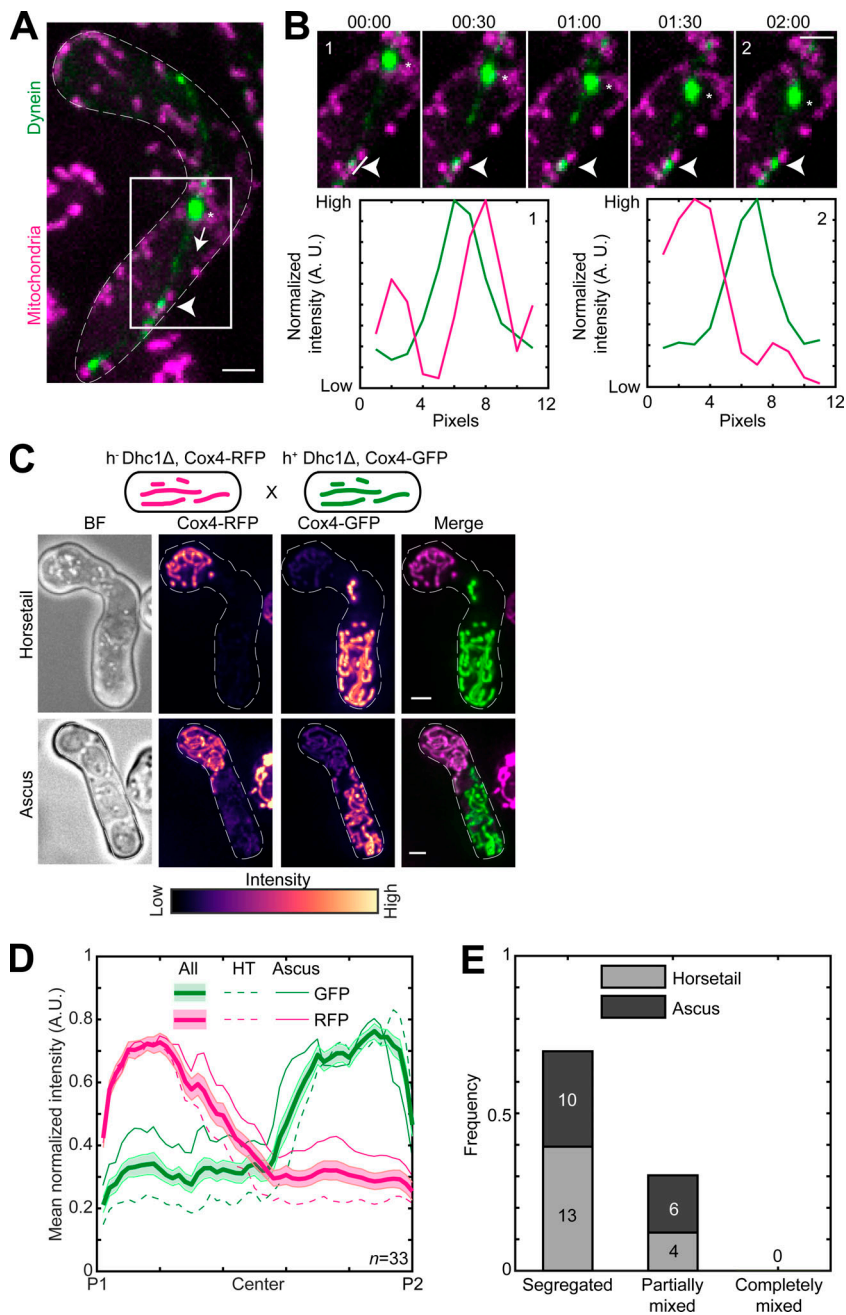 A
Dynein
Mitochondria
*
B
00:00 00:30 01:00 01:30 02:00
1 2
* * * * *
High
Normalized
intensity (A. U.)
Low
1
0 4 8 12
Pixels
High
Normalized
intensity (A. U.)
Low
2
0 4 8 12
Pixels
C
h- Dhc1Δ, Cox4-RFP h+ Dhc1Δ, Cox4-GFP
X
BF Cox4-RFP Cox4-GFP Merge
Horsetail
Ascus
Intensity
Low
High
D
Mean normalized intensity (A.U.)
1
0.8
0.6
0.4
0.2
0
All HT Ascus
GFP
RFP
n=33
P1 Center P2
E
Frequency
1
0.5
0
Horsetail
Ascus
10
13
6
4
0
Segregated
Partially
mixed
Completely
mixed